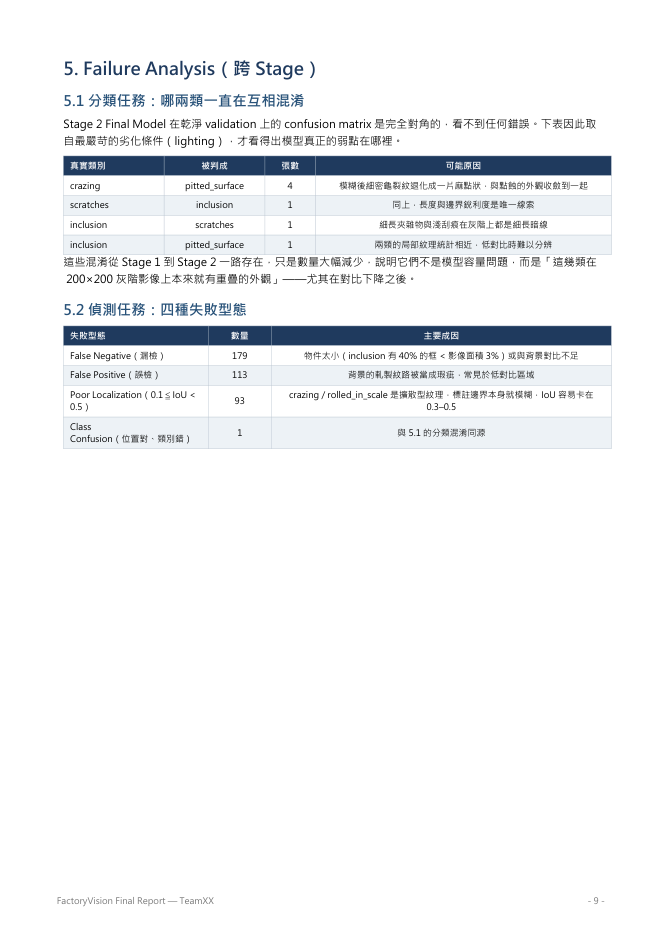 5. Failure Analysis（跨 Stage）
5.1 分類任務：哪兩類一直在互相混淆
Stage 2 Final Model 在乾淨 validation 上的 confusion matrix 是完全對角的，看不到任何錯誤。下表因此取
自最嚴苛的劣化條件（lighting），才看得出模型真正的弱點在哪裡。
真實類別 被判成 張數 可能原因
crazing pitted_surface 4 模糊後細密龜裂紋退化成一片麻點狀，與點蝕的外觀收斂到一起
scratches inclusion 1 同上，長度與邊界銳利度是唯一線索
inclusion scratches 1 細長夾雜物與淺刮痕在灰階上都是細長暗線
inclusion pitted_surface 1 兩類的局部紋理統計相近，低對比時難以分辨
這些混淆從 Stage 1 到 Stage 2 一路存在，只是數量大幅減少，說明它們不是模型容量問題，而是「這幾類在
200×200 灰階影像上本來就有重疊的外觀」——尤其在對比下降之後。
5.2 偵測任務：四種失敗型態
失敗型態 數量 主要成因
False Negative（漏檢） 179 物件太小（inclusion 有 40% 的框 < 影像面積 3%）或與背景對比不足
False Positive（誤檢） 113 背景的軋製紋路被當成瑕疵，常見於低對比區域
Poor Localization（0.1≦IoU <
0.5） 93 crazing / rolled_in_scale 是擴散型紋理，標註邊界本身就模糊，IoU 容易卡在
0.3–0.5
Class
Confusion（位置對、類別錯） 1 與 5.1 的分類混淆同源
FactoryVision Final Report — TeamXX - 9 -